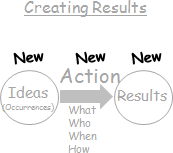 Creating Results
New New New
Action
Ideas
(Occurrences)
Results
What
Who
When
How